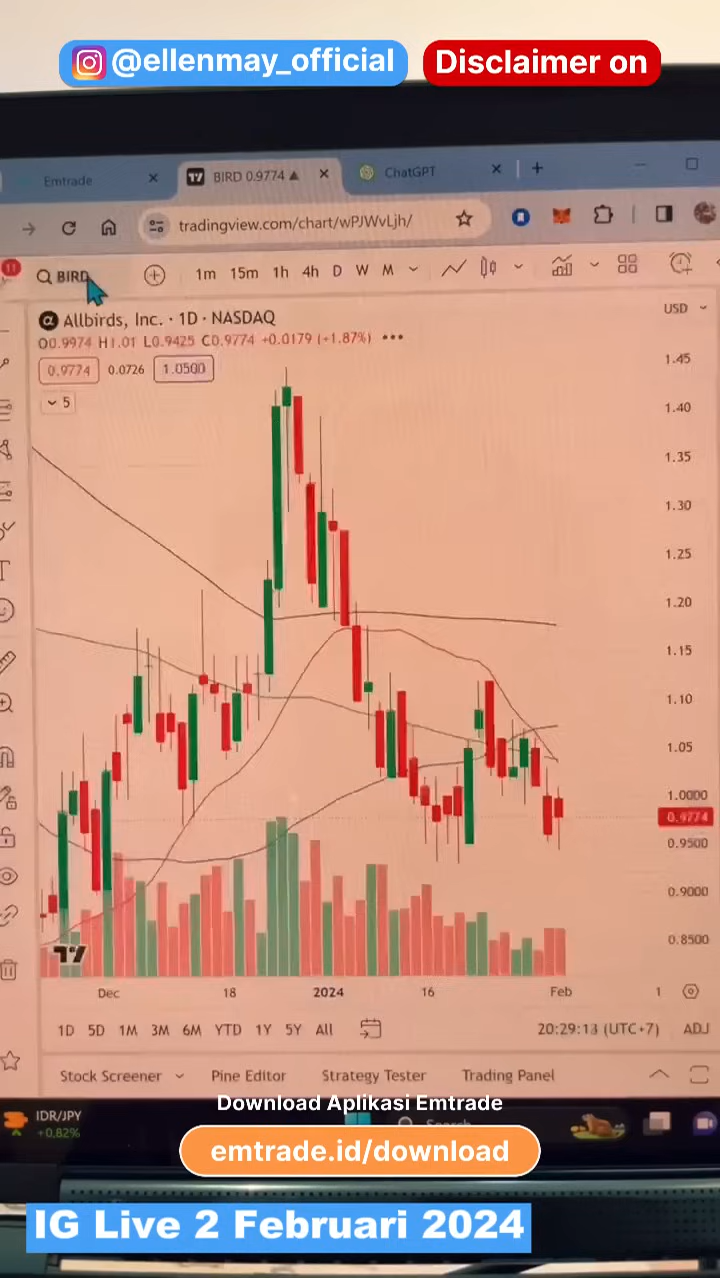 @ellenmay_official
Disclaimer on
Emtrade
BIRD 0.9774
ChatGPT
tradingview.com/chart/wPJWvLjh/
11
BIRD
1m 15m 1h 4h D W M
Allbirds, Inc. · 1D · NASDAQ
USD
O0.9974 H1.01 L0.9425 C0.9774 +0.0179 (+1.87%)
0.9774 0.0726 1.0500
5
1.45
1.40
1.35
1.30
1.25
1.20
1.15
1.10
1.05
1.0000
0.9774
0.9500
0.9000
0.8500
Dec 18 2024 16 Feb 1
1D 5D 1M 3M 6M YTD 1Y 5Y All
20:29:13 (UTC+7) ADJ
Stock Screener Pine Editor Strategy Tester Trading Panel
Download Aplikasi Emtrade
IDR/JPY
+0.82%
Search
emtrade.id/download
IG Live 2 Februari 2024